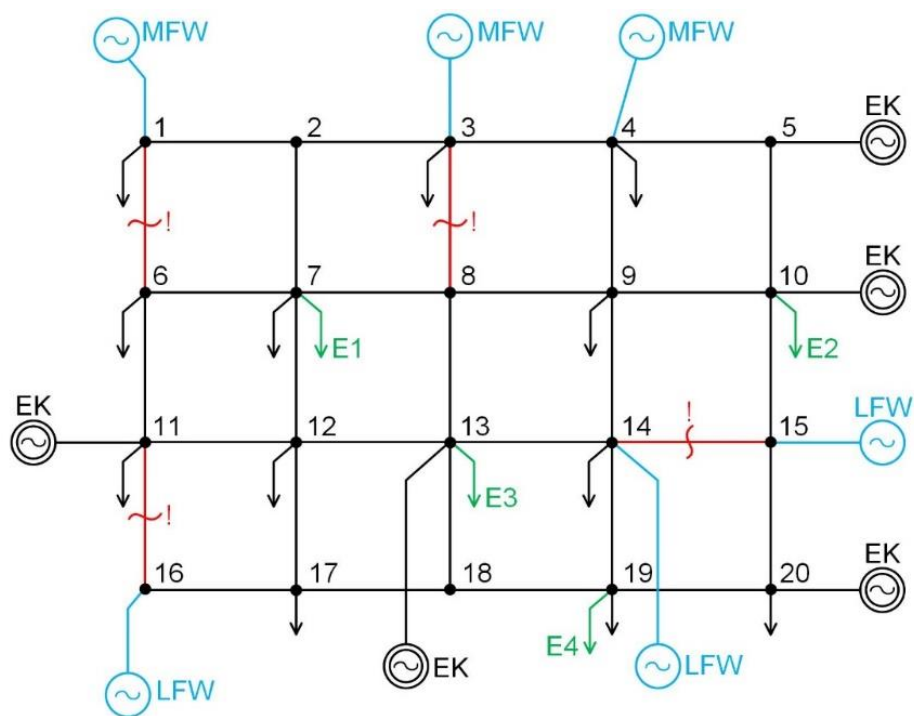 MFW MFW MFW
EK
1 2 3 4 5
! !
EK
6 7 8 9 10
E1 E2
EK ! LFW
11 12 13 14 15
E3
! EK
16 17 18 19 20
E4
LFW EK LFW